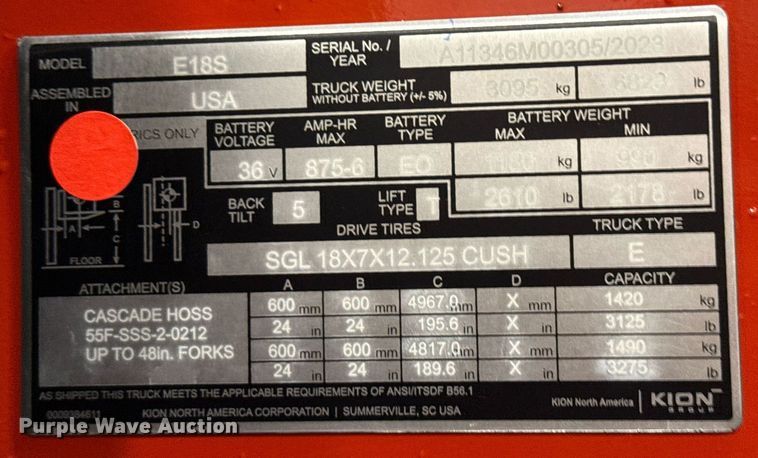 MODEL E18S SERIAL No. / YEAR A11346M00305/2023
ASSEMBLED IN USA TRUCK WEIGHT WITHOUT BATTERY (+/- 5%) 3095 kg lb
RICS ONLY BATTERY VOLTAGE AMP-HR MAX BATTERY TYPE BATTERY WEIGHT
MAX MIN
36 V 875-6 EO kg kg
2610 lb 2178 lb
BACK TILT 5 LIFT TYPE T
DRIVE TIRES TRUCK TYPE
SGL 18X7X12.125 CUSH E
A B C D
FLOOR
ATTACHMENT(S) A B C D CAPACITY
CASCADE HOSS
55F-SSS-2-0212
UP TO 48in. FORKS
600 mm 600 mm 4967.0 mm X mm 1420 kg
24 in 24 in 195.6 in X in 3125 lb
600 mm 600 mm 4817.0 mm X mm 1490 kg
24 in 24 in 189.6 in X in 3275 lb
AS SHIPPED THIS TRUCK MEETS THE APPLICABLE REQUIREMENTS OF ANSI/ITSDF B56.1
0009384611 KION NORTH AMERICA CORPORATION | SUMMERVILLE, SC USA
KION North America | KION GROUP
Purple Wave Auction